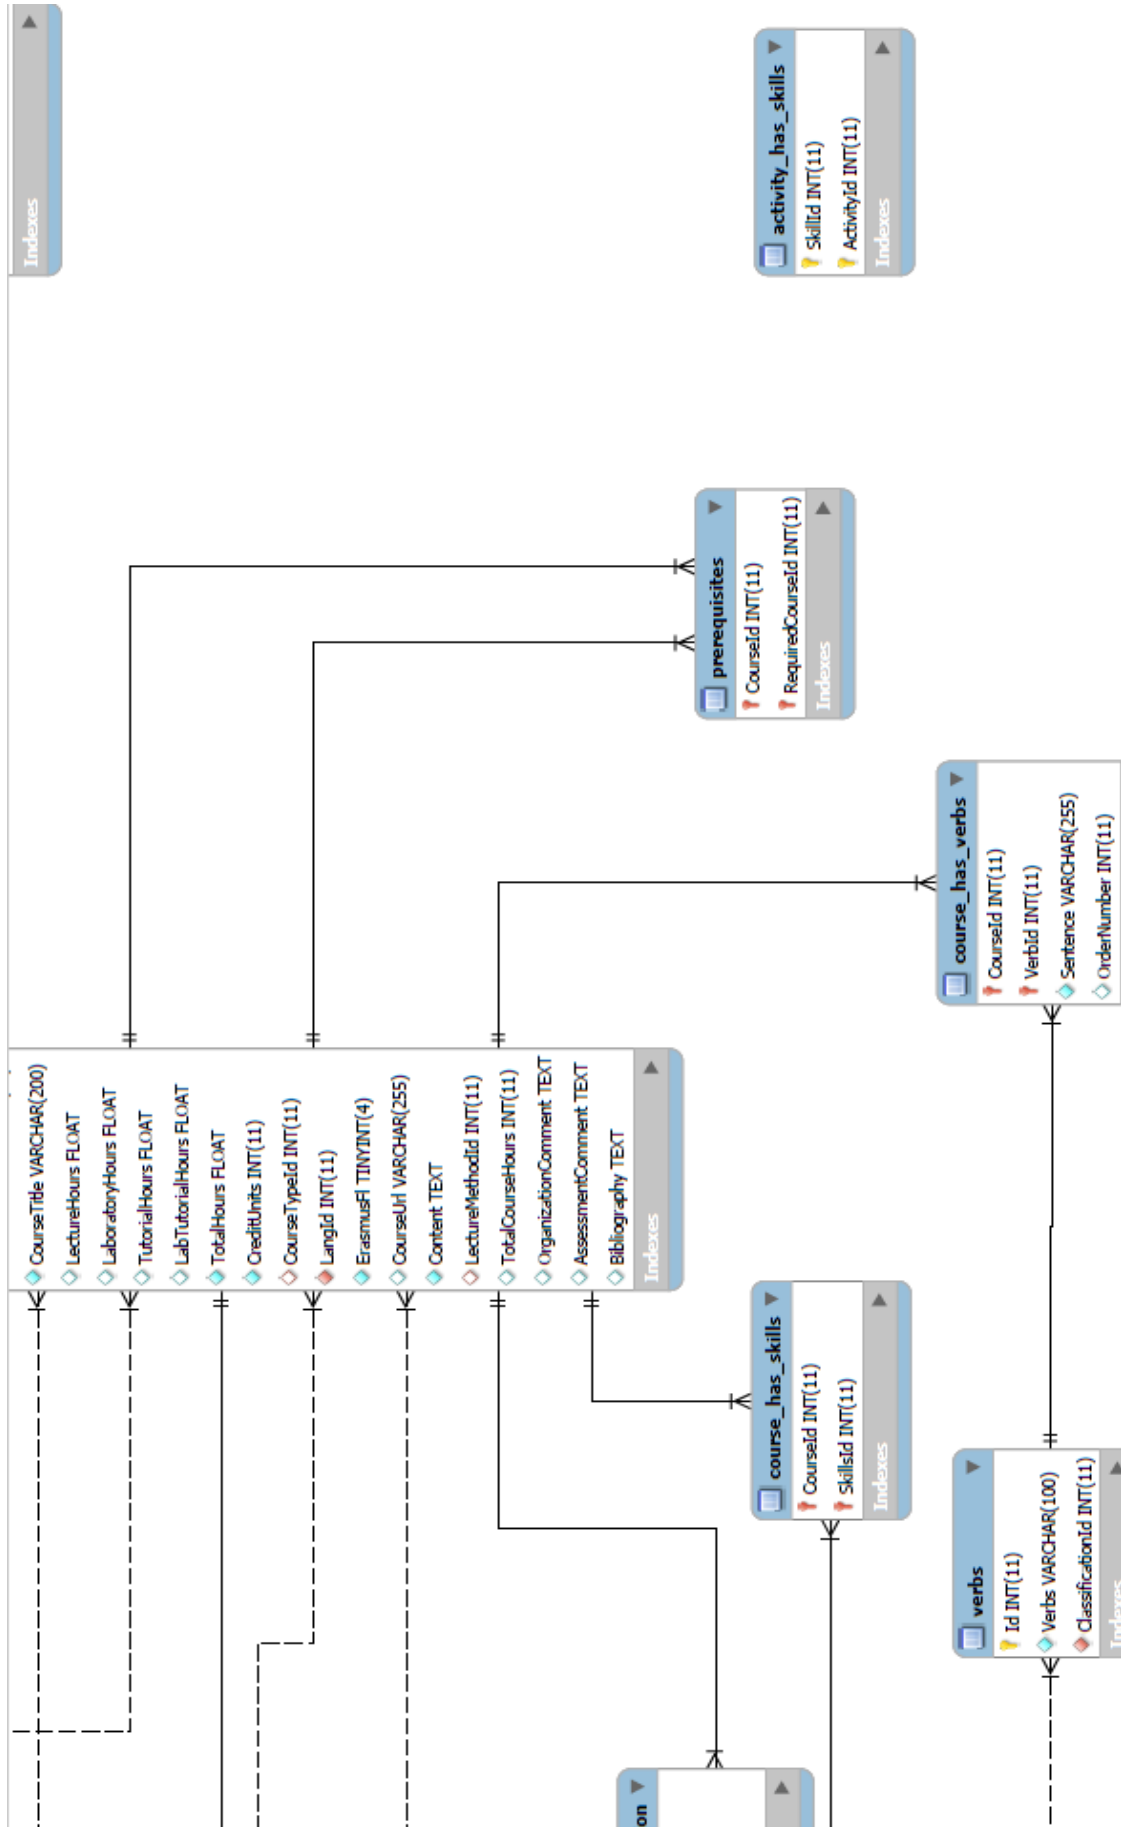 Indexes
activity_has_skills
SkillId INT(11)
ActivityId INT(11)
Indexes
prerequisites
CourseId INT(11)
RequiredCourseId INT(11)
Indexes
CourseTitle VARCHAR(200)
LectureHours FLOAT
LaboratoryHours FLOAT
TutorialHours FLOAT
LabTutorialHours FLOAT
TotalHours FLOAT
CreditUnits INT(11)
CourseTypeId INT(11)
LangId INT(11)
ErasmusFl TINYINT(4)
CourseUrl VARCHAR(255)
Content TEXT
LectureMethodId INT(11)
TotalCourseHours INT(11)
OrganizationComment TEXT
AssessmentComment TEXT
Bibliography TEXT
Indexes
course_has_verbs
CourseId INT(11)
VerbId INT(11)
Sentence VARCHAR(255)
OrderNumber INT(11)
course_has_skills
CourseId INT(11)
SkillsId INT(11)
Indexes
verbs
Id INT(11)
Verbs VARCHAR(100)
ClassificationId INT(11)
Indexes
on